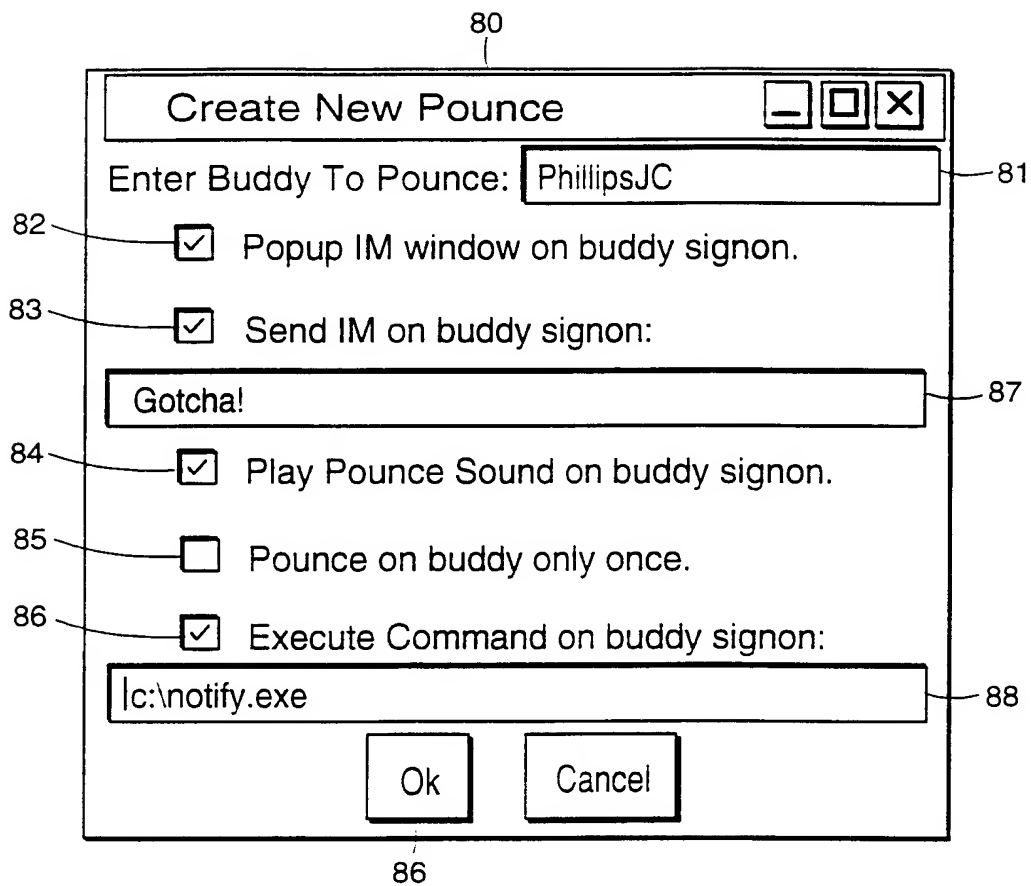 80
Create New Pounce
Enter Buddy To Pounce: PhillipsJC 81
82 Popup IM window on buddy signon.
83 Send IM on buddy signon:
Gotcha! 87
84 Play Pounce Sound on buddy signon.
85 Pounce on buddy only once.
86 Execute Command on buddy signon:
c:\notify.exe 88
Ok Cancel
86